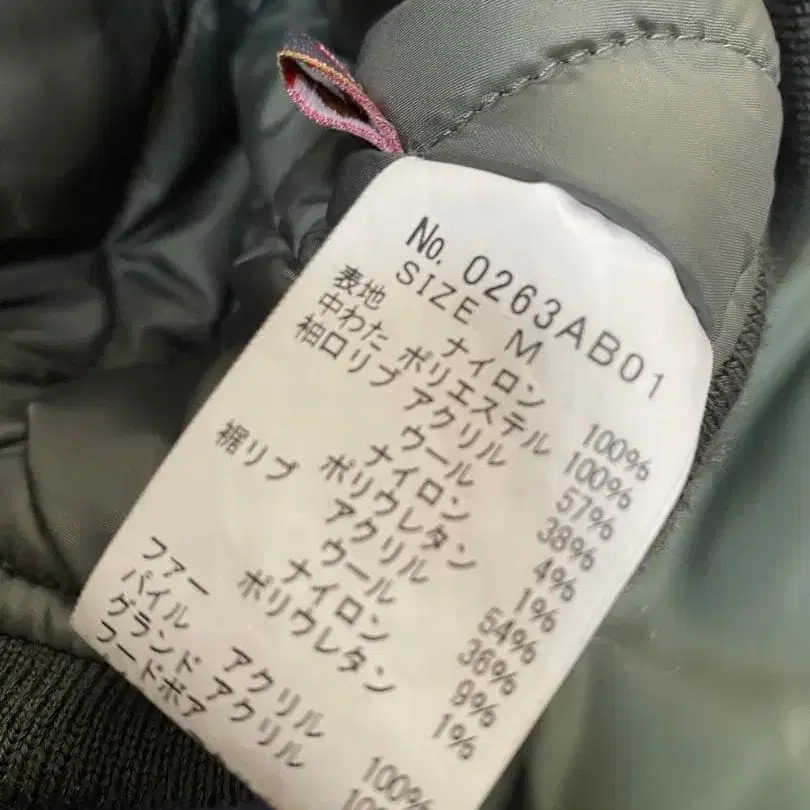 No. 0263AB01
SIZE M
表地 ナイロン 100%
中わた ポリエステル 100%
袖口リブ アクリル 57%
ウール 38%
ナイロン 4%
ポリウレタン 1%
裾リブ アクリル 54%
ウール 36%
ナイロン 9%
ポリウレタン 1%
ファー
パイル アクリル 100%
グランド アクリル 100%
フードボア